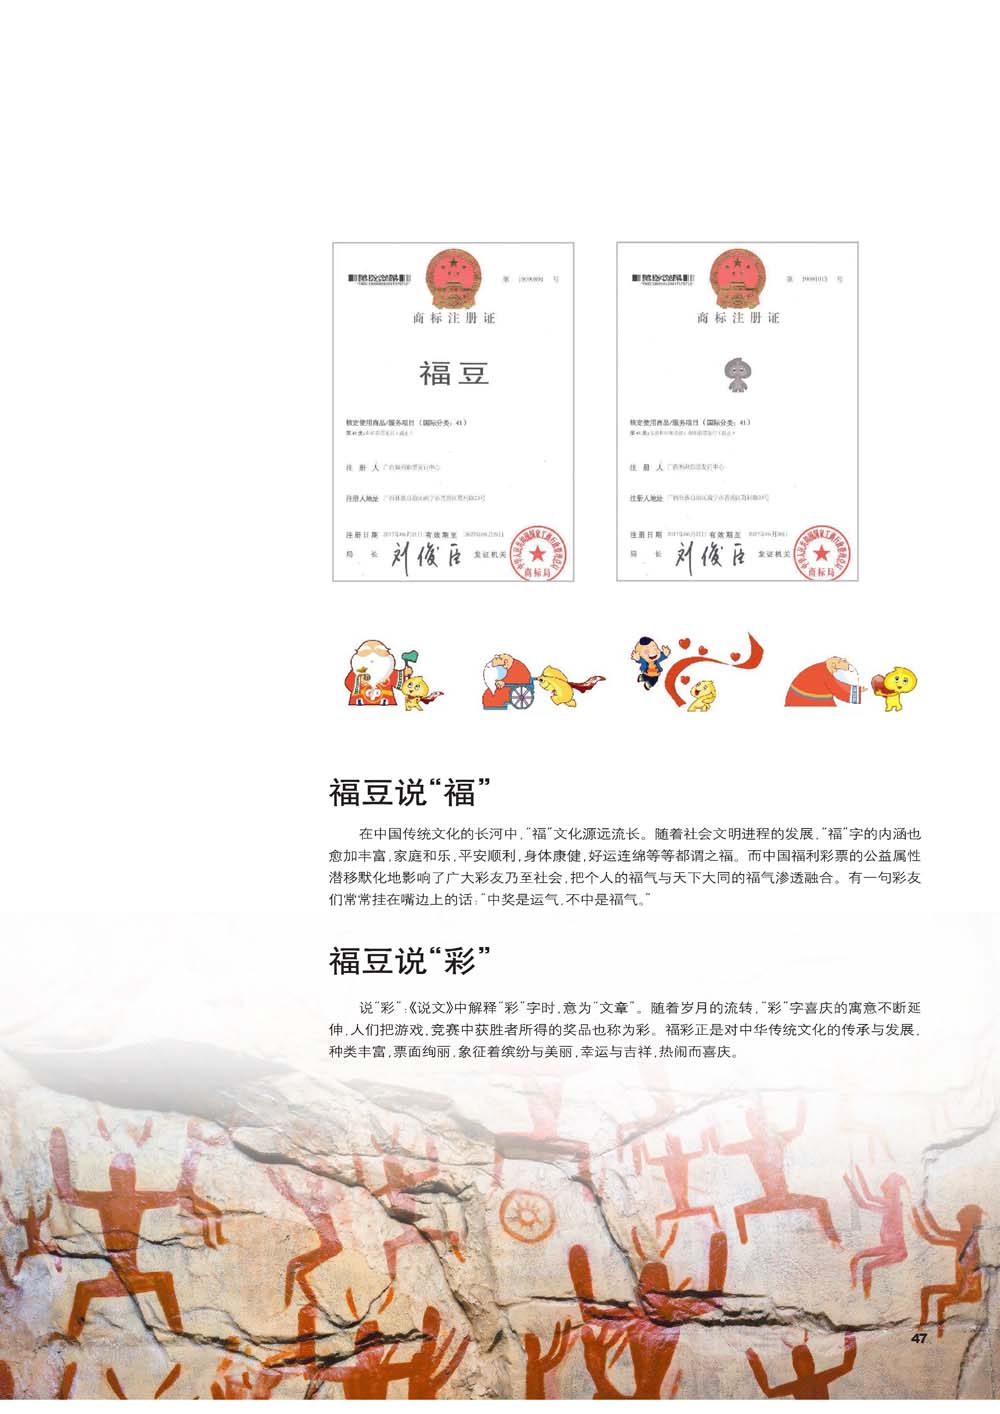 商标注册证
福豆
核定使用商品/服务项目（国际分类：41）
注册人
注册人地址
注册日期 有效期至
局长 刘俊臣 发证机关
商标局
商标注册证
核定使用商品/服务项目（国际分类：41）
注册人
注册人地址
注册日期 有效期至
局长 刘俊臣 发证机关
商标局
福豆说“福”
在中国传统文化的长河中，“福”文化源远流长。随着社会文明进程的发展，“福”字的内涵也
愈加丰富，家庭和乐，平安顺利，身体康健，好运连绵等等都谓之福。而中国福利彩票的公益属性
潜移默化地影响了广大彩友乃至社会，把个人的福气与天下大同的福气渗透融合。有一句彩友
们常常挂在嘴边上的话：“中奖是运气，不中是福气。”
福豆说“彩”
说“彩”：《说文》中解释“彩”字时，意为“文章”。随着岁月的流转，“彩”字喜庆的寓意不断延
伸，人们把游戏，竞赛中获胜者所得的奖品也称为彩。福彩正是对中华传统文化的传承与发展，
种类丰富，票面绚丽，象征着缤纷与美丽，幸运与吉祥，热闹而喜庆。
47